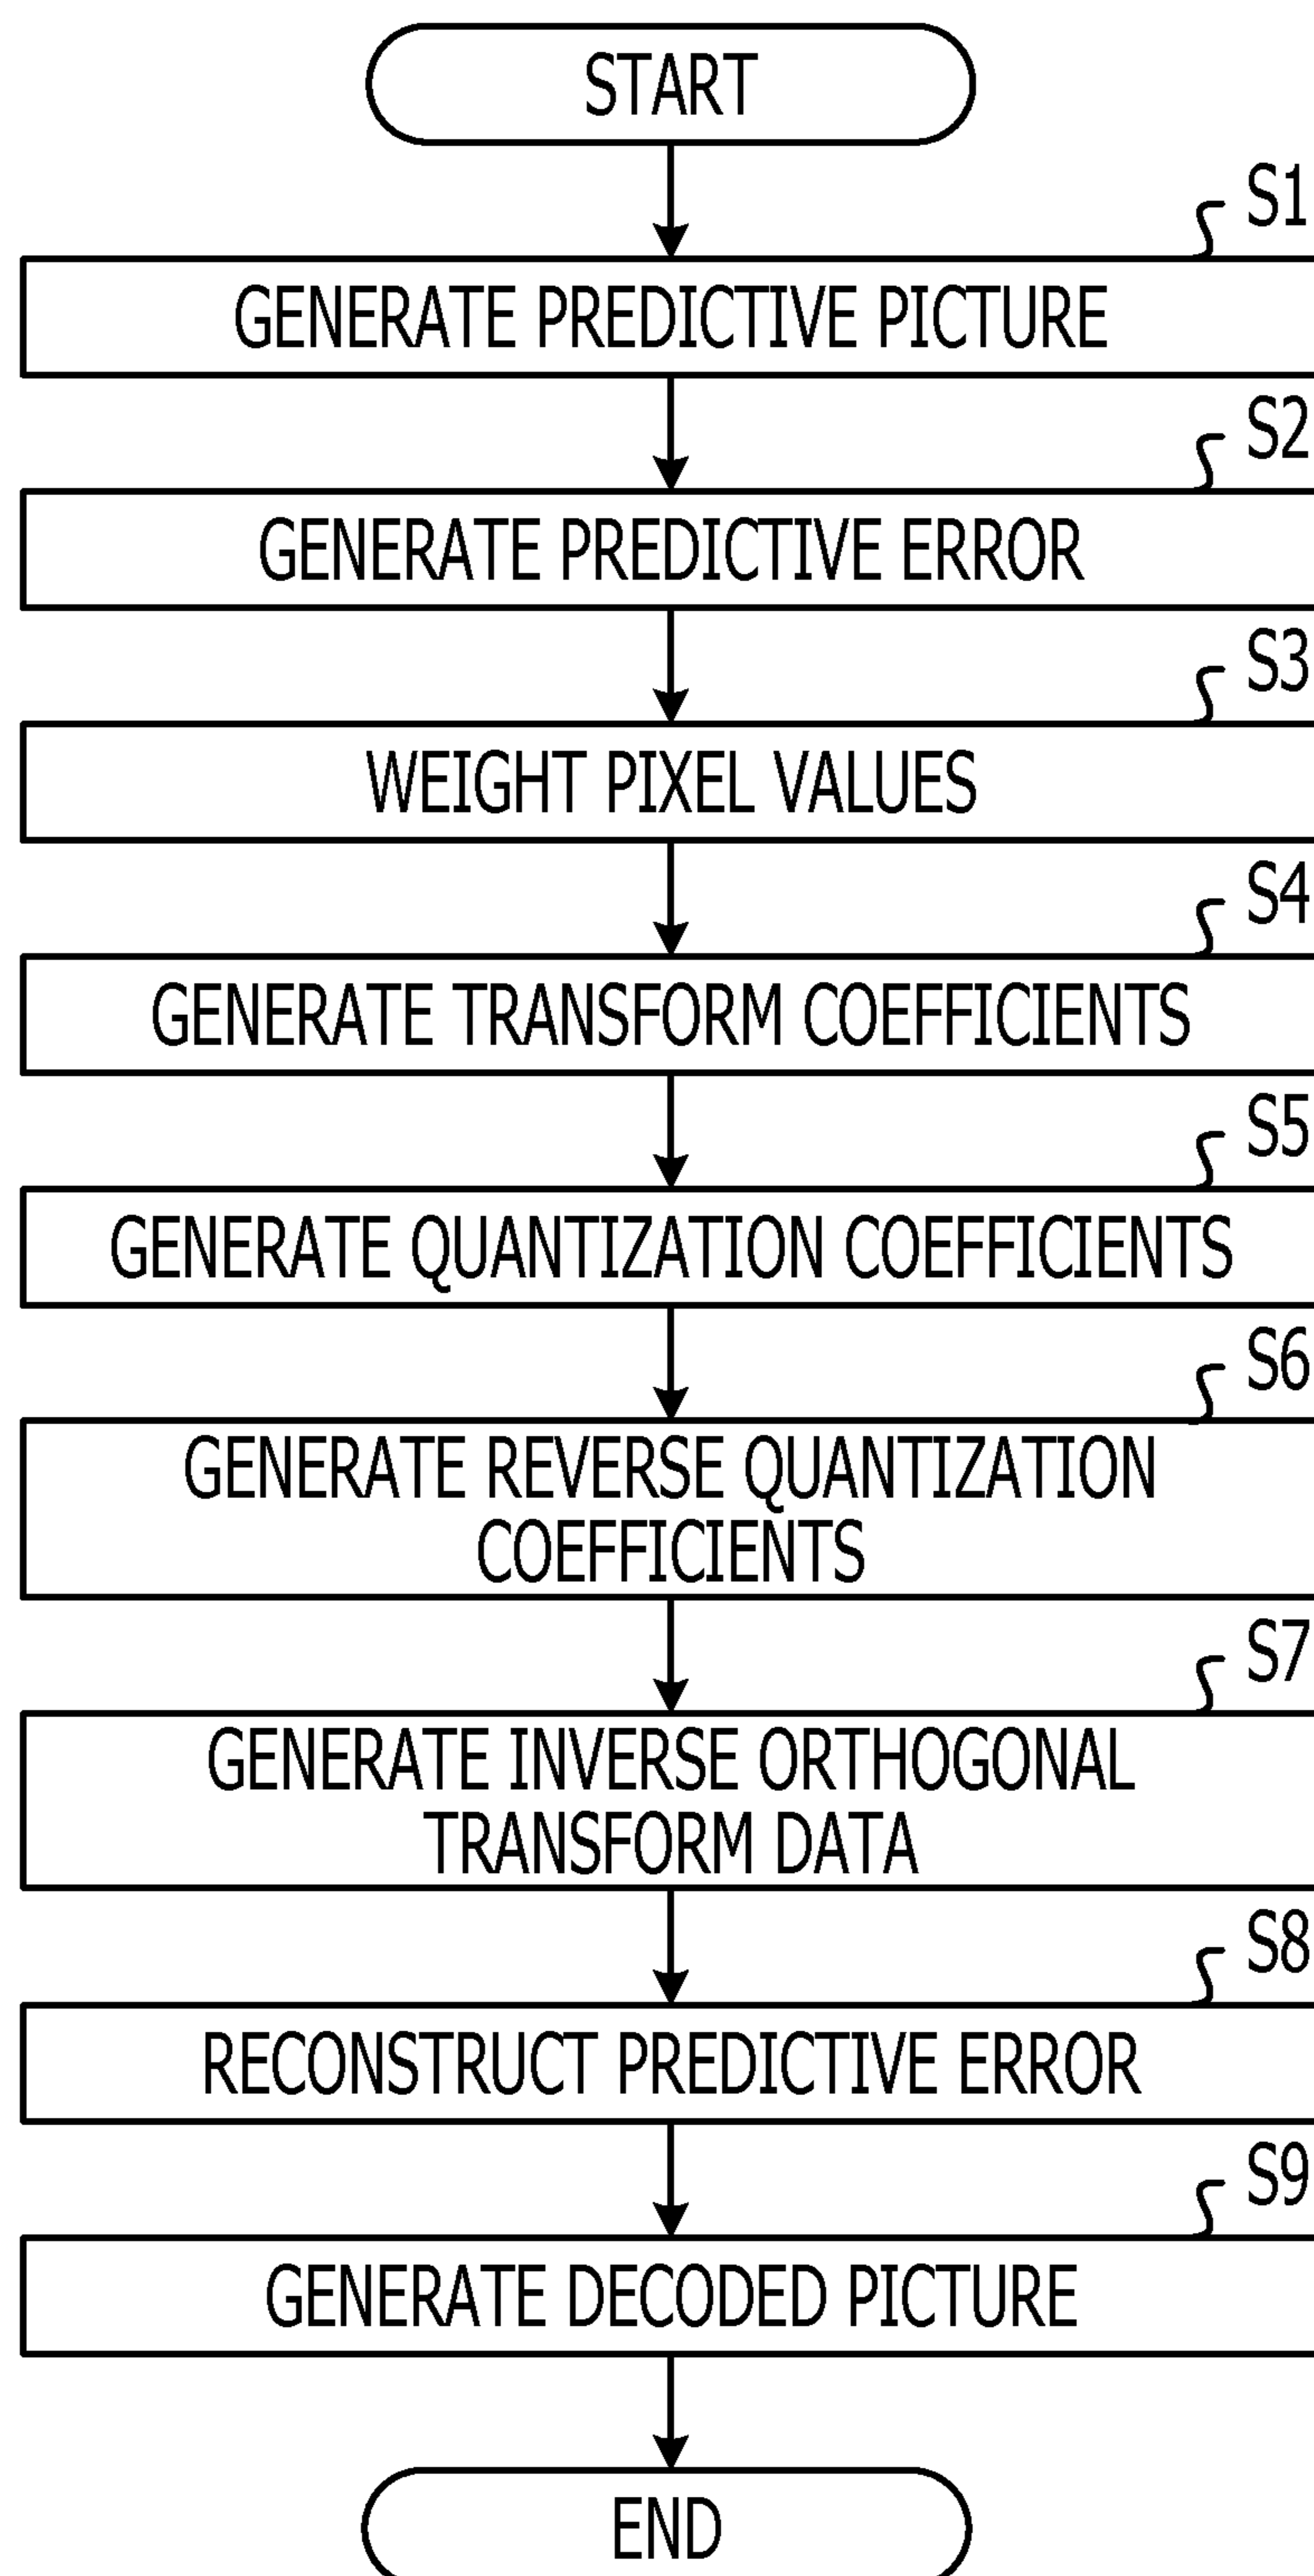 START
S1
GENERATE PREDICTIVE PICTURE
S2
GENERATE PREDICTIVE ERROR
S3
WEIGHT PIXEL VALUES
S4
GENERATE TRANSFORM COEFFICIENTS
S5
GENERATE QUANTIZATION COEFFICIENTS
S6
GENERATE REVERSE QUANTIZATION
COEFFICIENTS
S7
GENERATE INVERSE ORTHOGONAL
TRANSFORM DATA
S8
RECONSTRUCT PREDICTIVE ERROR
S9
GENERATE DECODED PICTURE
END